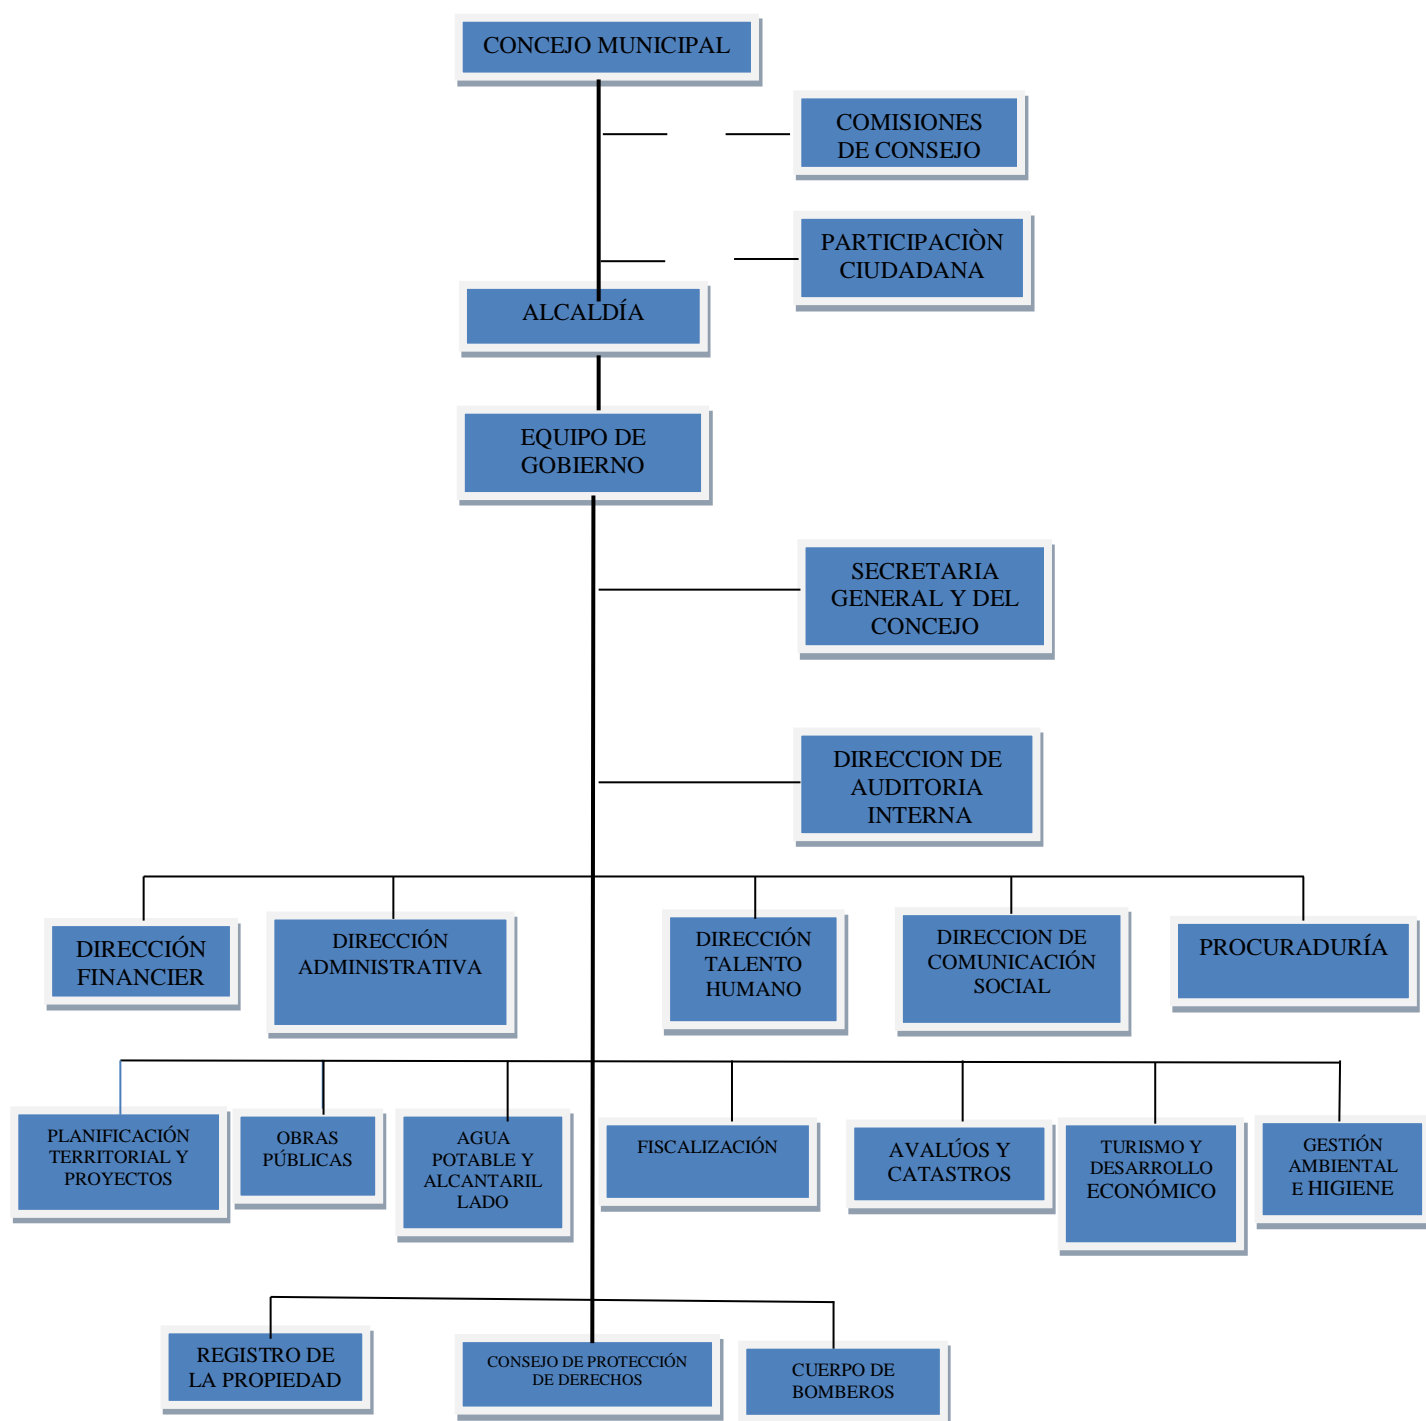 CONCEJO MUNICIPAL
COMISIONES
DE CONSEJO
PARTICIPACIÒN
CIUDADANA
ALCALDÍA
EQUIPO DE
GOBIERNO
SECRETARIA
GENERAL Y DEL
CONCEJO
DIRECCION DE
AUDITORIA
INTERNA
DIRECCIÓN
FINANCIER
DIRECCIÓN
ADMINISTRATIVA
DIRECCIÓN
TALENTO
HUMANO
DIRECCION DE
COMUNICACIÓN
SOCIAL
PROCURADURÍA
PLANIFICACIÓN
TERRITORIAL Y
PROYECTOS
OBRAS
PÚBLICAS
AGUA
POTABLE Y
ALCANTARIL
LADO
FISCALIZACIÓN
AVALÚOS Y
CATASTROS
TURISMO Y
DESARROLLO
ECONÓMICO
GESTIÓN
AMBIENTAL
E HIGIENE
REGISTRO DE
LA PROPIEDAD
CONSEJO DE PROTECCIÓN
DE DERECHOS
CUERPO DE
BOMBEROS